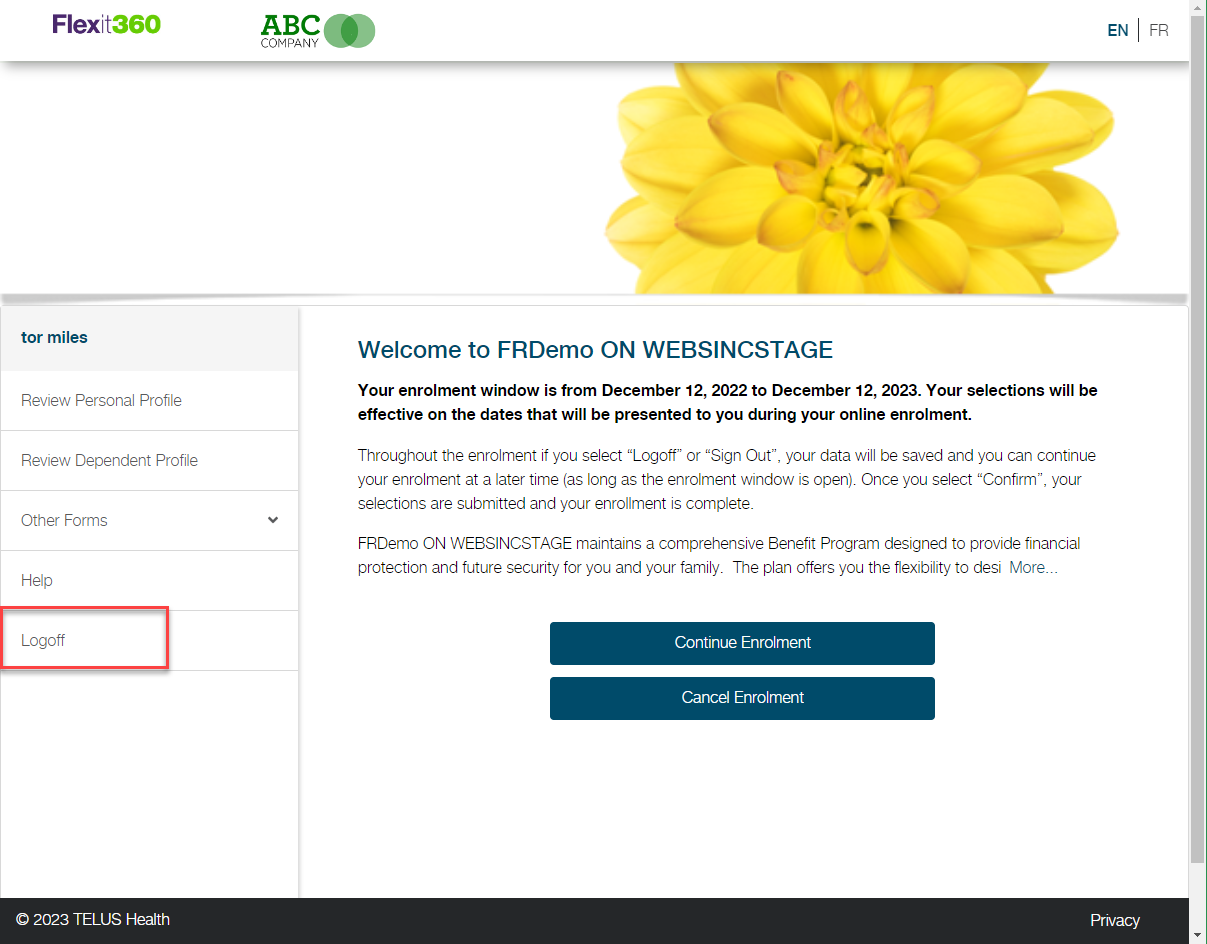 Flexit360
ABC
COMPANY
EN FR
tor miles
Review Personal Profile
Review Dependent Profile
Other Forms
Help
Logoff
Welcome to FRDemo ON WEBSINCSTAGE
Your enrolment window is from December 12, 2022 to December 12, 2023. Your selections will be
effective on the dates that will be presented to you during your online enrolment.
Throughout the enrolment if you select “Logoff” or “Sign Out”, your data will be saved and you can continue
your enrolment at a later time (as long as the enrolment window is open). Once you select “Confirm”, your
selections are submitted and your enrollment is complete.
FRDemo ON WEBSINCSTAGE maintains a comprehensive Benefit Program designed to provide financial
protection and future security for you and your family. The plan offers you the flexibility to desi More...
Continue Enrolment
Cancel Enrolment
© 2023 TELUS Health
Privacy